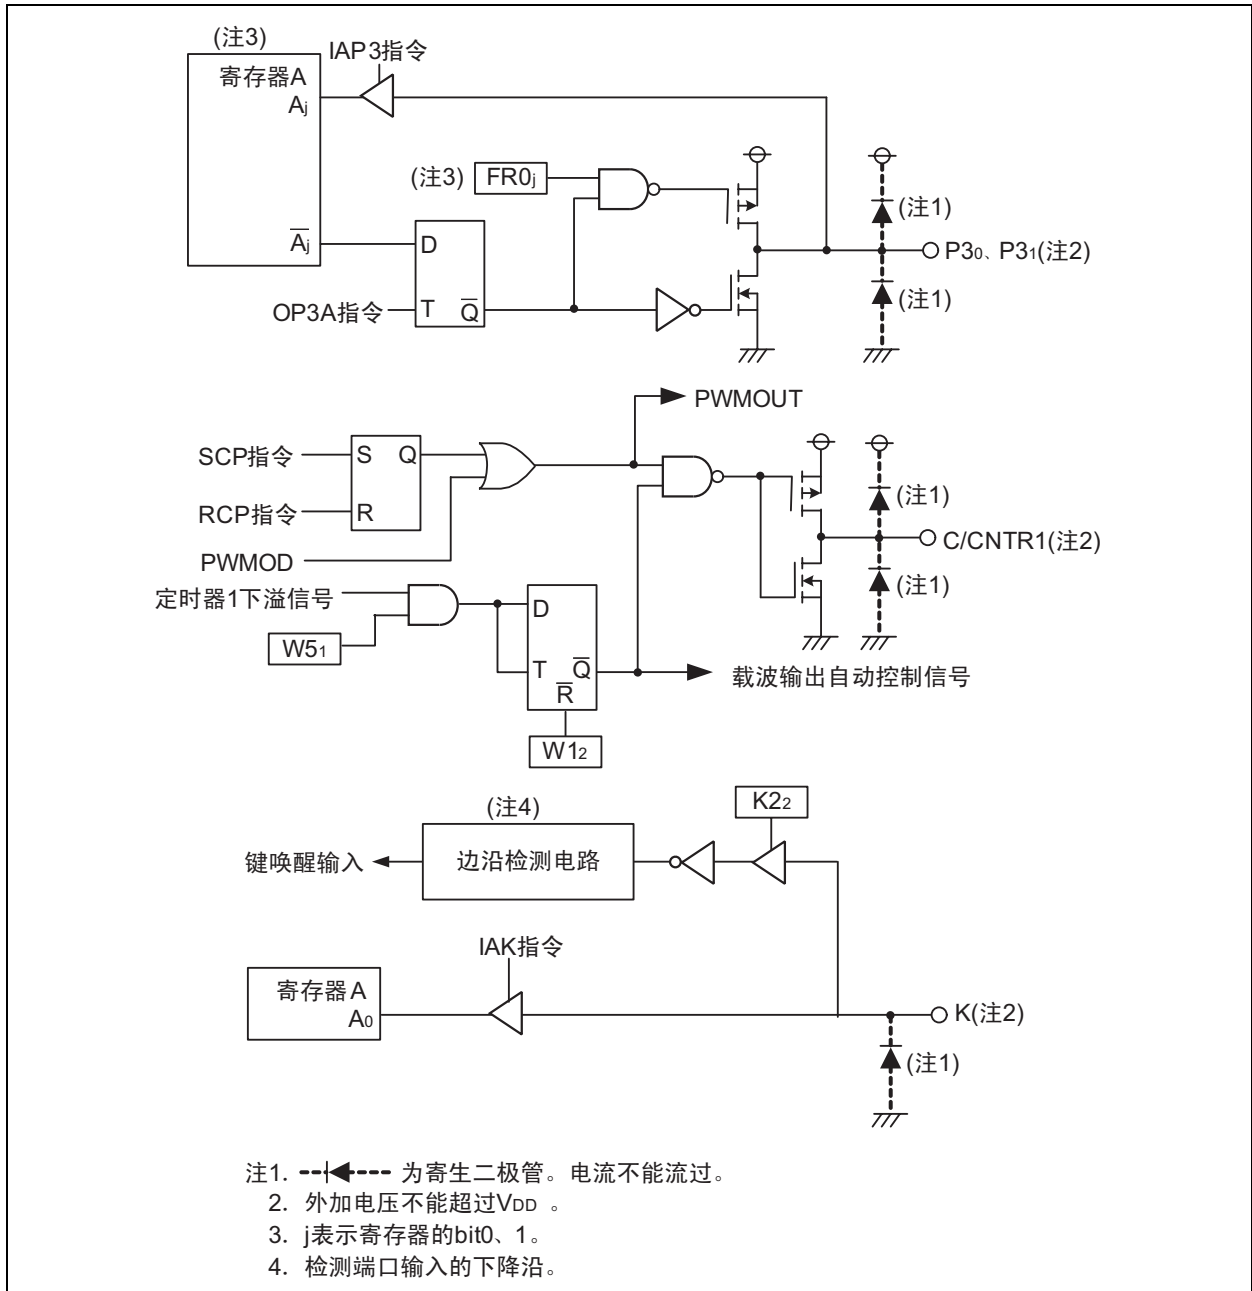 (注3)
IAP3指令
寄存器A
Aj
(注3)
FR0j
(注1)
A̅j̅
D
P30、P31(注2)
(注1)
OP3A指令
T
Q̅
PWMOUT
SCP指令
S
Q
(注1)
RCP指令
R
C/CNTR1(注2)
PWMOD
(注1)
定时器1下溢信号
D
W51
T
Q̅
R̅
载波输出自动控制信号
W12
(注4)
K22
键唤醒输入
边沿检测电路
IAK指令
寄存器A
A0
K(注2)
(注1)
注1. 为寄生二极管。电流不能流过。
2. 外加电压不能超过VDD 。
3. j表示寄存器的bit0、1。
4. 检测端口输入的下降沿。